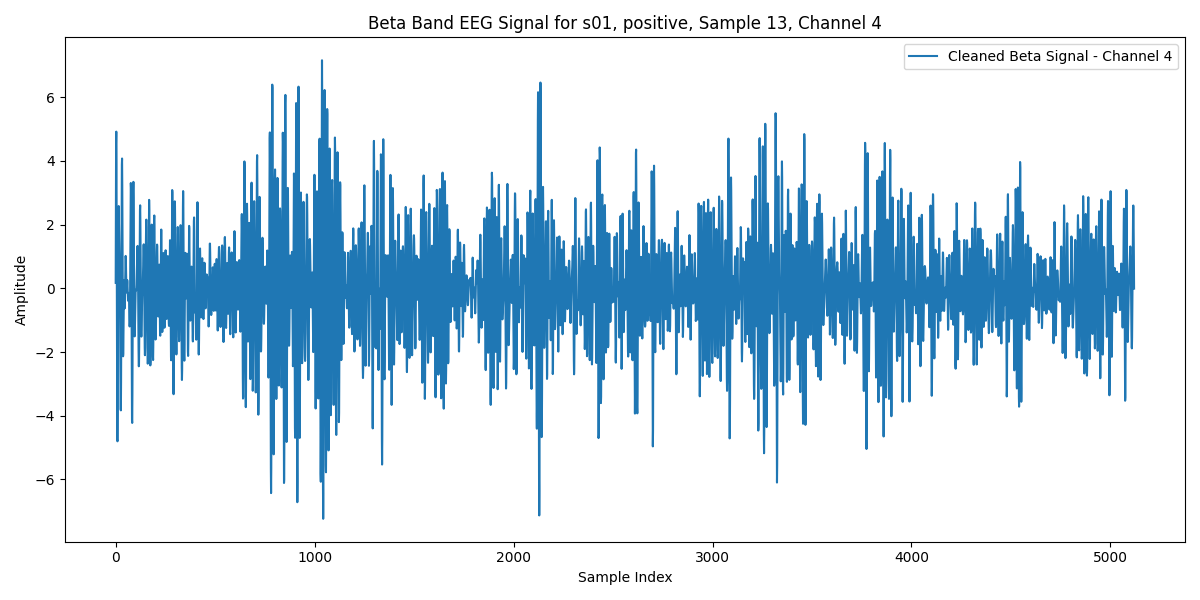 Beta Band EEG Signal for s01, positive, Sample 13, Channel 4
Cleaned Beta Signal - Channel 4
Amplitude
6
4
2
0
−2
−4
−6
0 1000 2000 3000 4000 5000
Sample Index